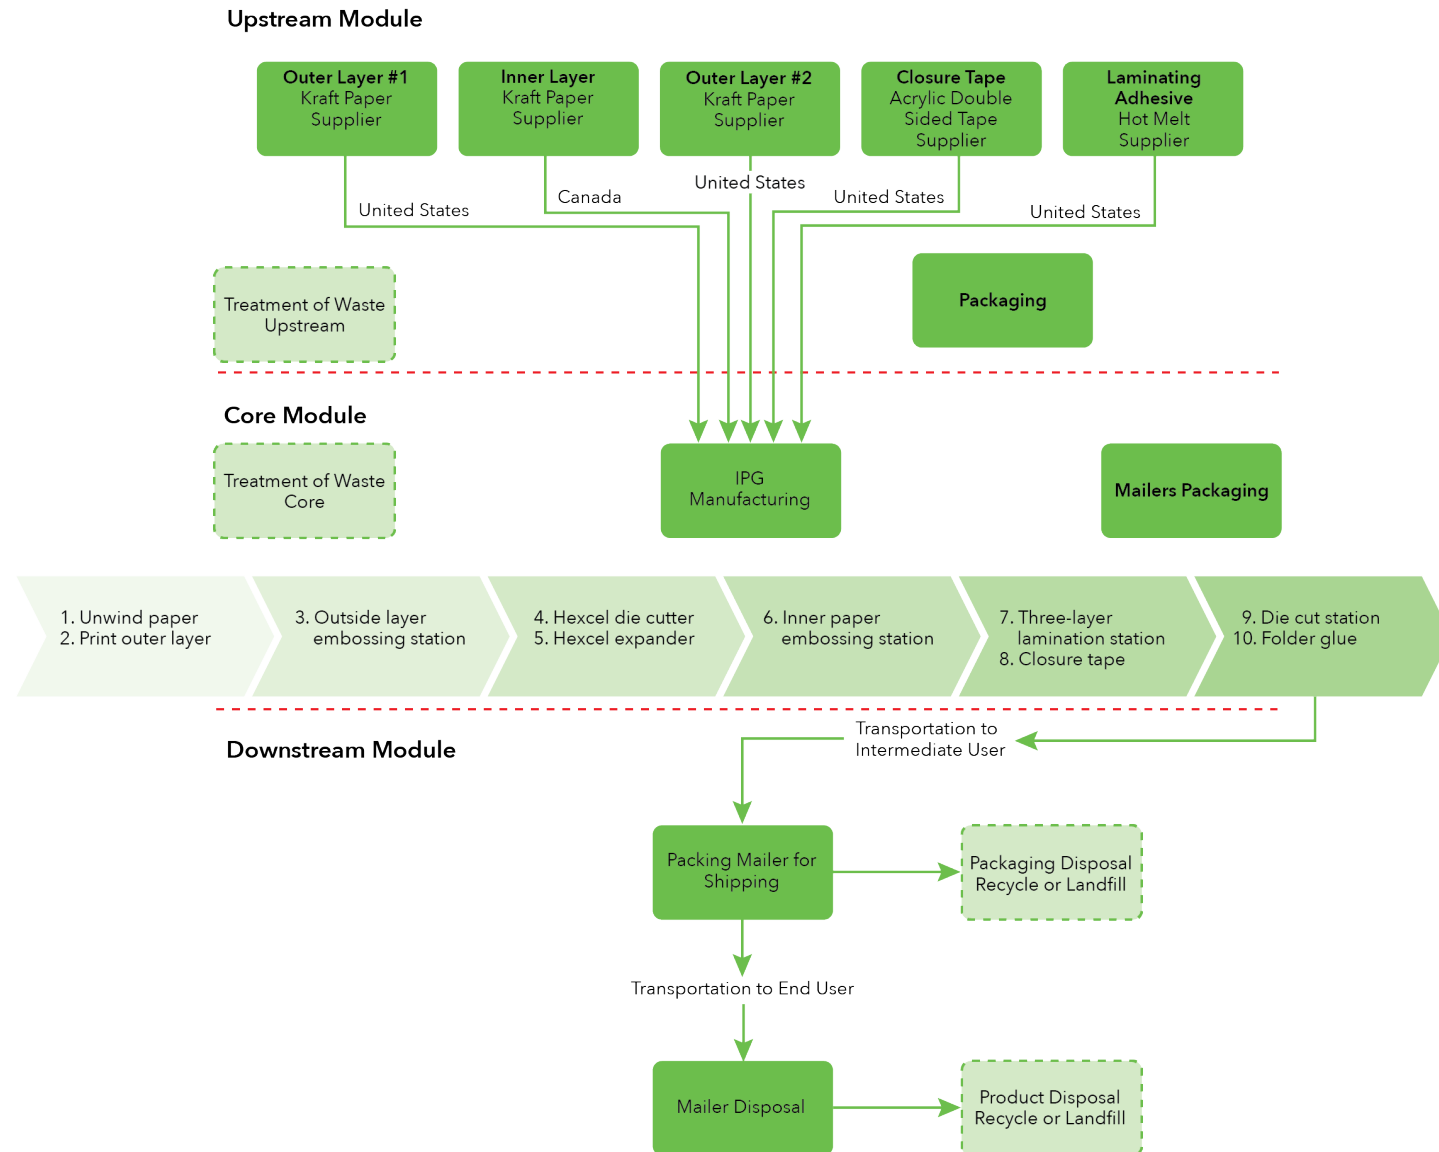 Upstream Module
Outer Layer #1
Kraft Paper
Supplier
Inner Layer
Kraft Paper
Supplier
Outer Layer #2
Kraft Paper
Supplier
Closure Tape
Acrylic Double
Sided Tape
Supplier
Laminating
Adhesive
Hot Melt
Supplier
United States
Canada
United States
United States
United States
Treatment of Waste
Upstream
Packaging
Core Module
Treatment of Waste
Core
IPG
Manufacturing
Mailers Packaging
1. Unwind paper
2. Print outer layer
3. Outside layer
embossing station
4. Hexcel die cutter
5. Hexcel expander
6. Inner paper
embossing station
7. Three-layer
lamination station
8. Closure tape
9. Die cut station
10. Folder glue
Downstream Module
Transportation to
Intermediate User
Packing Mailer for
Shipping
Packaging Disposal
Recycle or Landfill
Transportation to End User
Mailer Disposal
Product Disposal
Recycle or Landfill